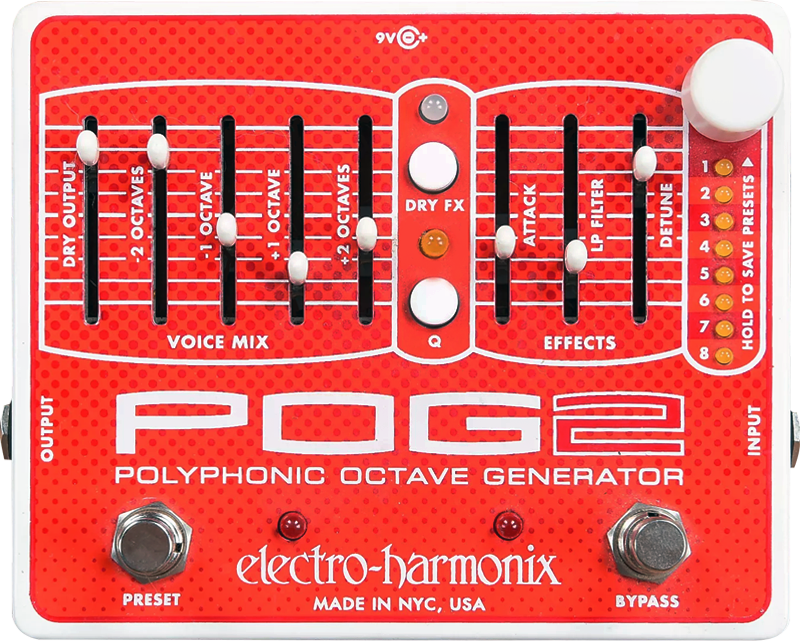 9V +
DRY OUTPUT
-2 OCTAVES
-1 OCTAVE
+1 OCTAVE
+2 OCTAVES
VOICE MIX
DRY FX
Q
ATTACK
LP FILTER
DETUNE
EFFECTS
1
2
3
4
5
6
7
8
HOLD TO SAVE PRESETS
OUTPUT
INPUT
POG2
POLYPHONIC OCTAVE GENERATOR
electro-harmonix
MADE IN NYC, USA
PRESET
BYPASS